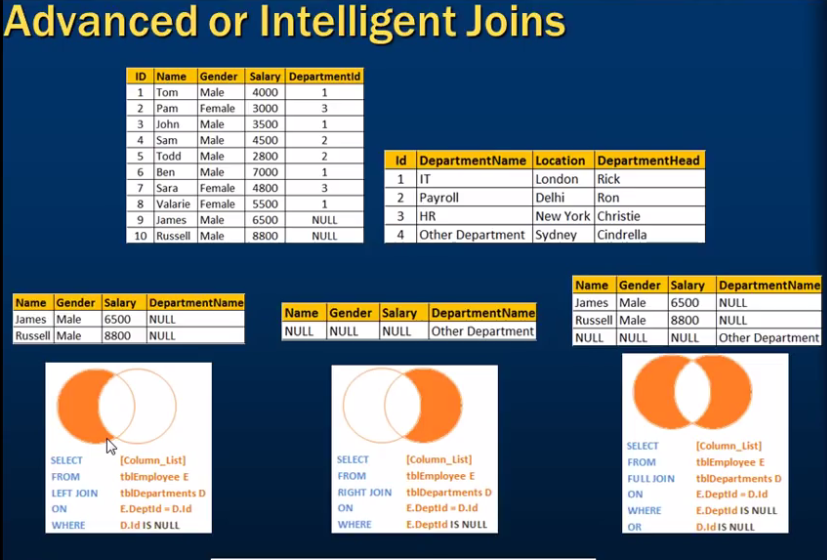 Advanced or Intelligent Joins
ID Name Gender Salary DepartmentId
1 Tom Male 4000 1
2 Pam Female 3000 3
3 John Male 3500 1
4 Sam Male 4500 2
5 Todd Male 2800 2
6 Ben Male 7000 1
7 Sara Female 4800 3
8 Valarie Female 5500 1
9 James Male 6500 NULL
10 Russell Male 8800 NULL
Id DepartmentName Location DepartmentHead
1 IT London Rick
2 Payroll Delhi Ron
3 HR New York Christie
4 Other Department Sydney Cindrella
Name Gender Salary DepartmentName
James Male 6500 NULL
Russell Male 8800 NULL
Name Gender Salary DepartmentName
NULL NULL NULL Other Department
Name Gender Salary DepartmentName
James Male 6500 NULL
Russell Male 8800 NULL
NULL NULL NULL Other Department
SELECT [Column_List]
FROM tblEmployee E
LEFT JOIN tblDepartments D
ON E.DeptId = D.Id
WHERE D.Id IS NULL
SELECT [Column_List]
FROM tblEmployee E
RIGHT JOIN tblDepartments D
ON E.DeptId = D.Id
WHERE E.DeptId IS NULL
SELECT [Column_List]
FROM tblEmployee E
FULL JOIN tblDepartments D
ON E.DeptId = D.Id
WHERE E.DeptId IS NULL
OR D.Id IS NULL